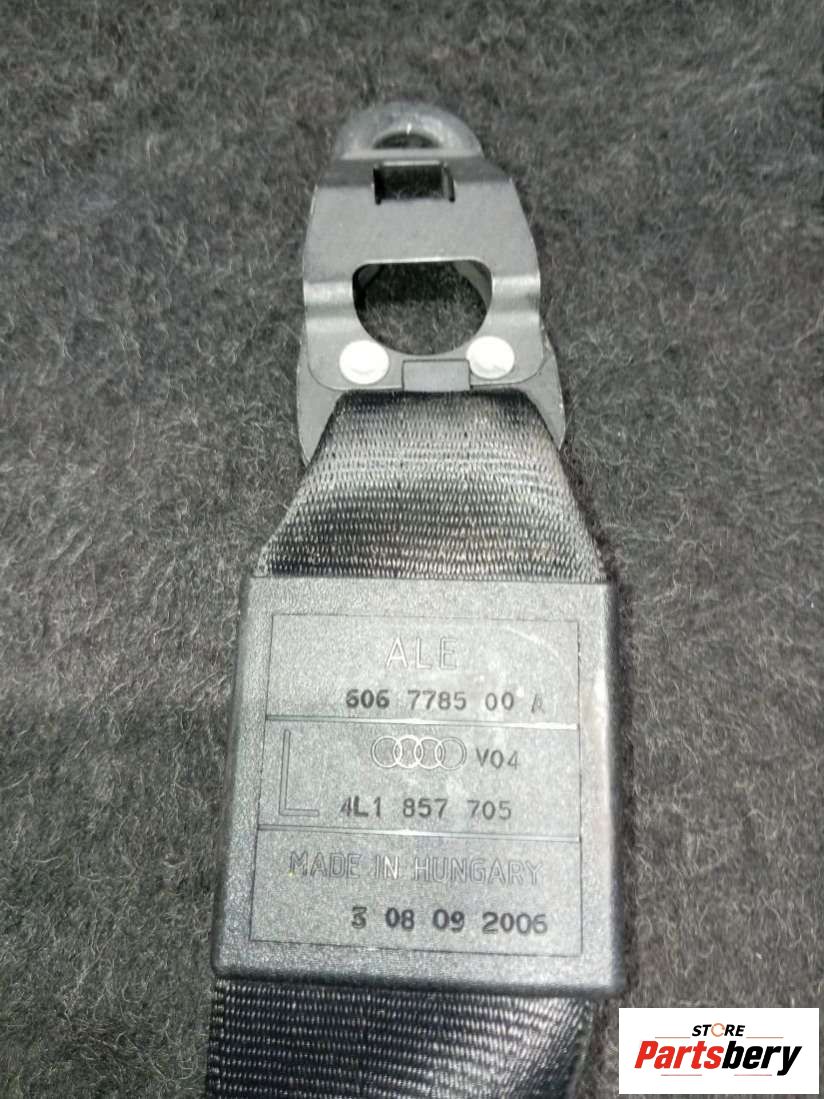 ALE
606 7785 00 A
L V04
4L1 857 705
MADE IN HUNGARY
3 08 09 2006
STORE
Partsbery